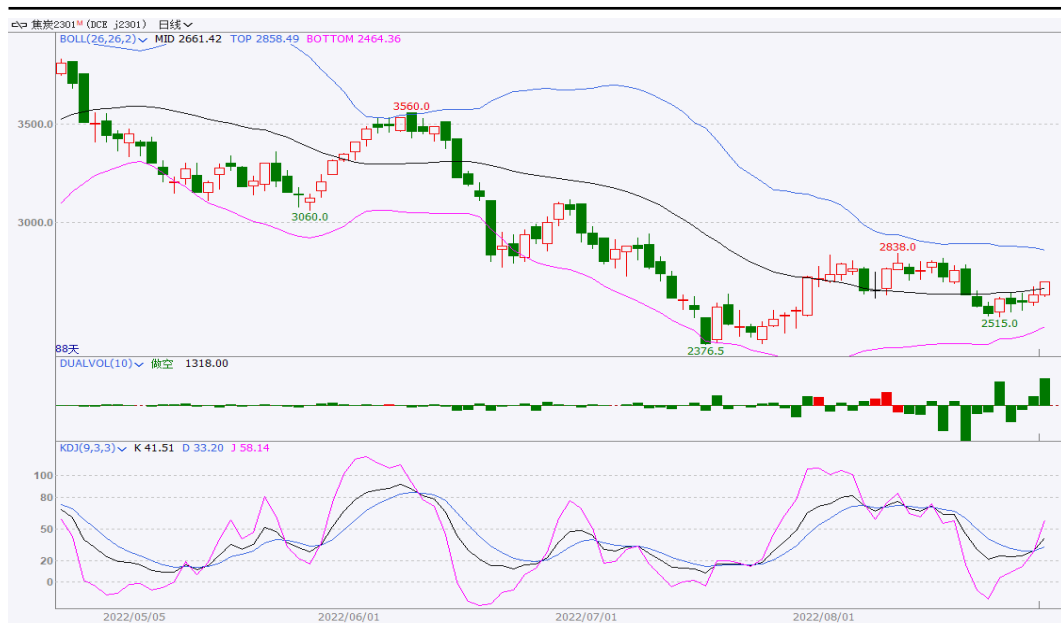 焦炭2301ᴹ (DCE j2301) 日线
BOLL(26,26,2) MID 2661.42 TOP 2858.49 BOTTOM 2464.36
3560.0
3500.0
3060.0
3000.0
2838.0
2515.0
2376.5
88天
DUALVOL(10) 做空 1318.00
KDJ(9,3,3) K 41.51 D 33.20 J 58.14
100
80
50
20
0
2022/05/05 2022/06/01 2022/07/01 2022/08/01